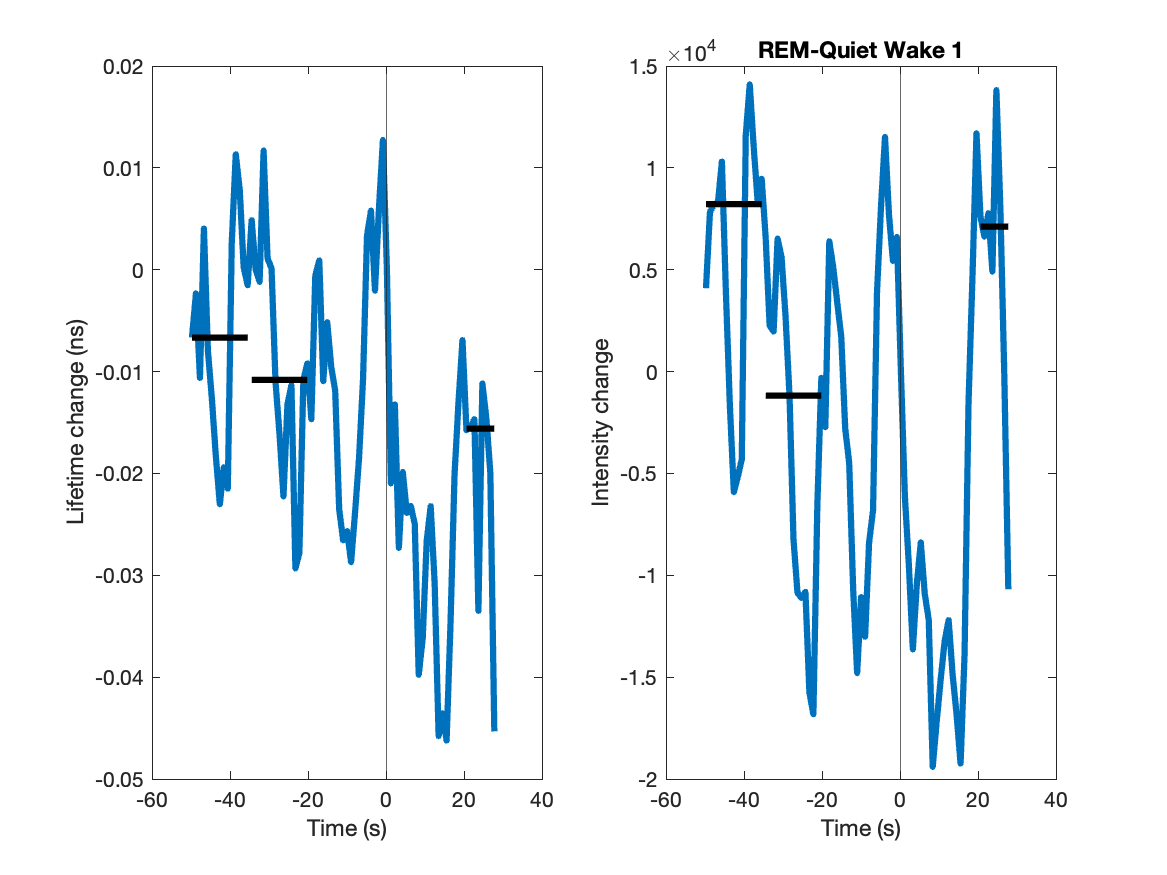 REM-Quiet Wake 1
×10⁴
0.02
0.01
0
-0.01
-0.02
-0.03
-0.04
-0.05
Lifetime change (ns)
-60 -40 -20 0 20 40
Time (s)
1.5
1
0.5
0
-0.5
-1
-1.5
-2
Intensity change
-60 -40 -20 0 20 40
Time (s)